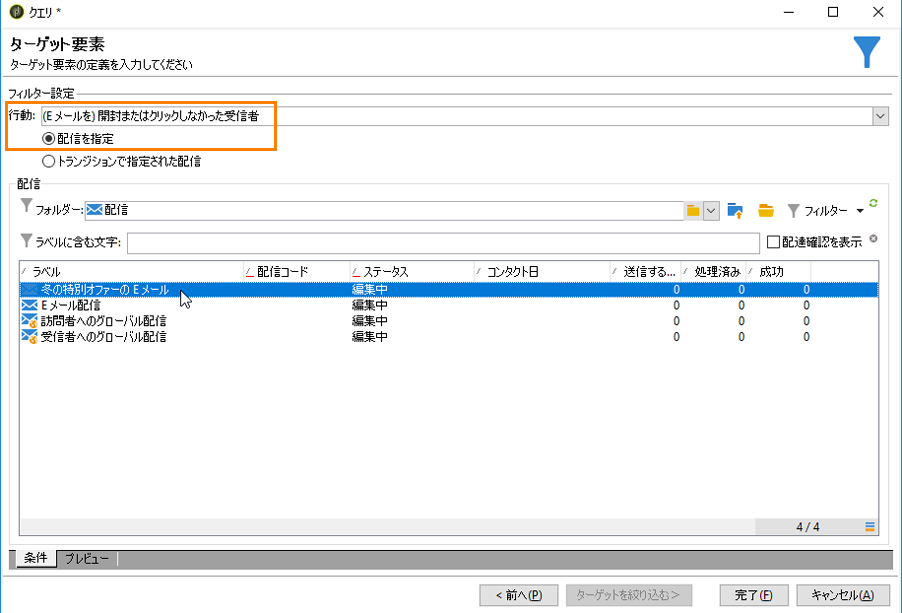 クエリ *
ターゲット要素
ターゲット要素の定義を入力してください
フィルター設定
行動: (E メールを) 開封またはクリックしなかった受信者
配信を指定
トランジションで指定された配信
配信
フォルダー: 配信 フィルター
ラベルに含む文字: 配達確認を表示
ラベル 配信コード ステータス コンタクト日 送信する... 処理済み 成功
冬の特別オファーの E メール 編集中 0 0 0
E メール配信 編集中 0 0 0
訪問者へのグローバル配信 編集中 0 0 0
受信者へのグローバル配信 編集中 0 0 0
4 / 4
条件 プレビュー
< 前へ(P) ターゲットを絞り込む > 完了(F) キャンセル(A)